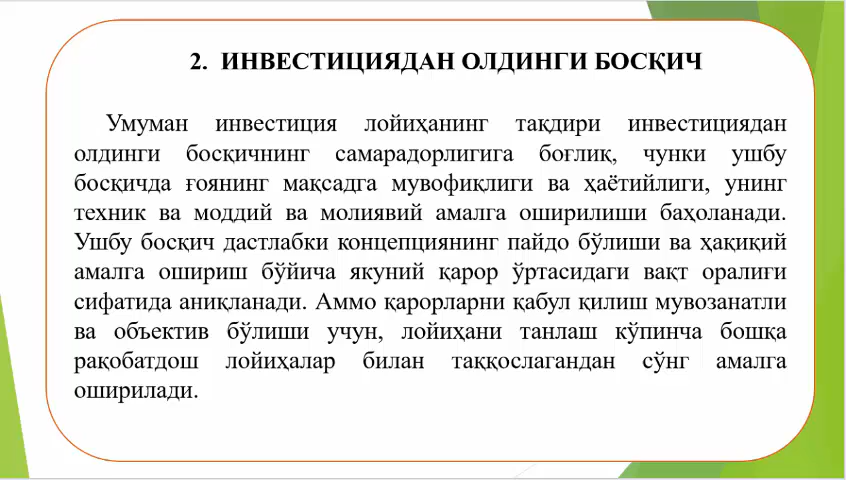 2. ИНВЕСТИЦИЯДАН ОЛДИНГИ БОСҚИЧ
Умуман инвестиция лойиҳанинг тақдири инвестициядан
олдинги босқичнинг самарадорлигига боғлиқ, чунки ушбу
босқичда ғоянинг мақсадга мувофиқлиги ва ҳаётийлиги, унинг
техник ва моддий ва молиявий амалга оширилиши баҳоланади.
Ушбу босқич дастлабки концепциянинг пайдо бўлиши ва ҳақиқий
амалга ошириш бўйича якуний қарор ўртасидаги вақт оралиғи
сифатида аниқланади. Аммо қарорларни қабул қилиш мувозанатли
ва объектив бўлиши учун, лойиҳани танлаш кўпинча бошқа
рақобатдош лойиҳалар билан таққослагандан сўнг амалга
оширилади.